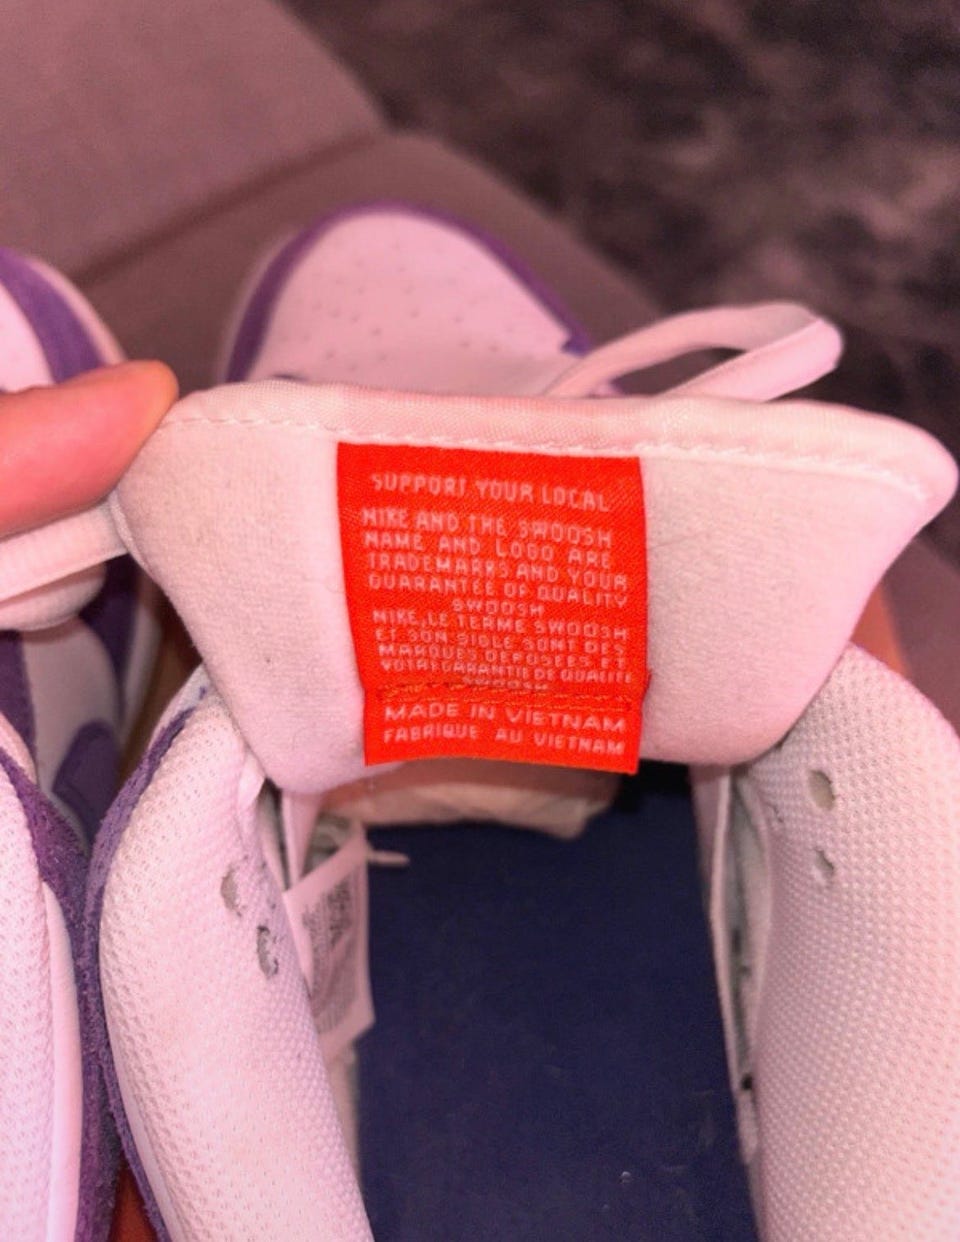 SUPPORT YOUR LOCAL
NIKE AND THE SWOOSH
NAME AND LOGO ARE
TRADEMARKS AND YOUR
GUARANTEE OF QUALITY
SWOOSH
NIKE, LE TERME SWOOSH
ET SON SIGLE SONT DES
MARQUES DEPOSEES ET
VOTRE GARANTIE DE QUALITE
SWOOSH
MADE IN VIETNAM
FABRIQUE AU VIETNAM